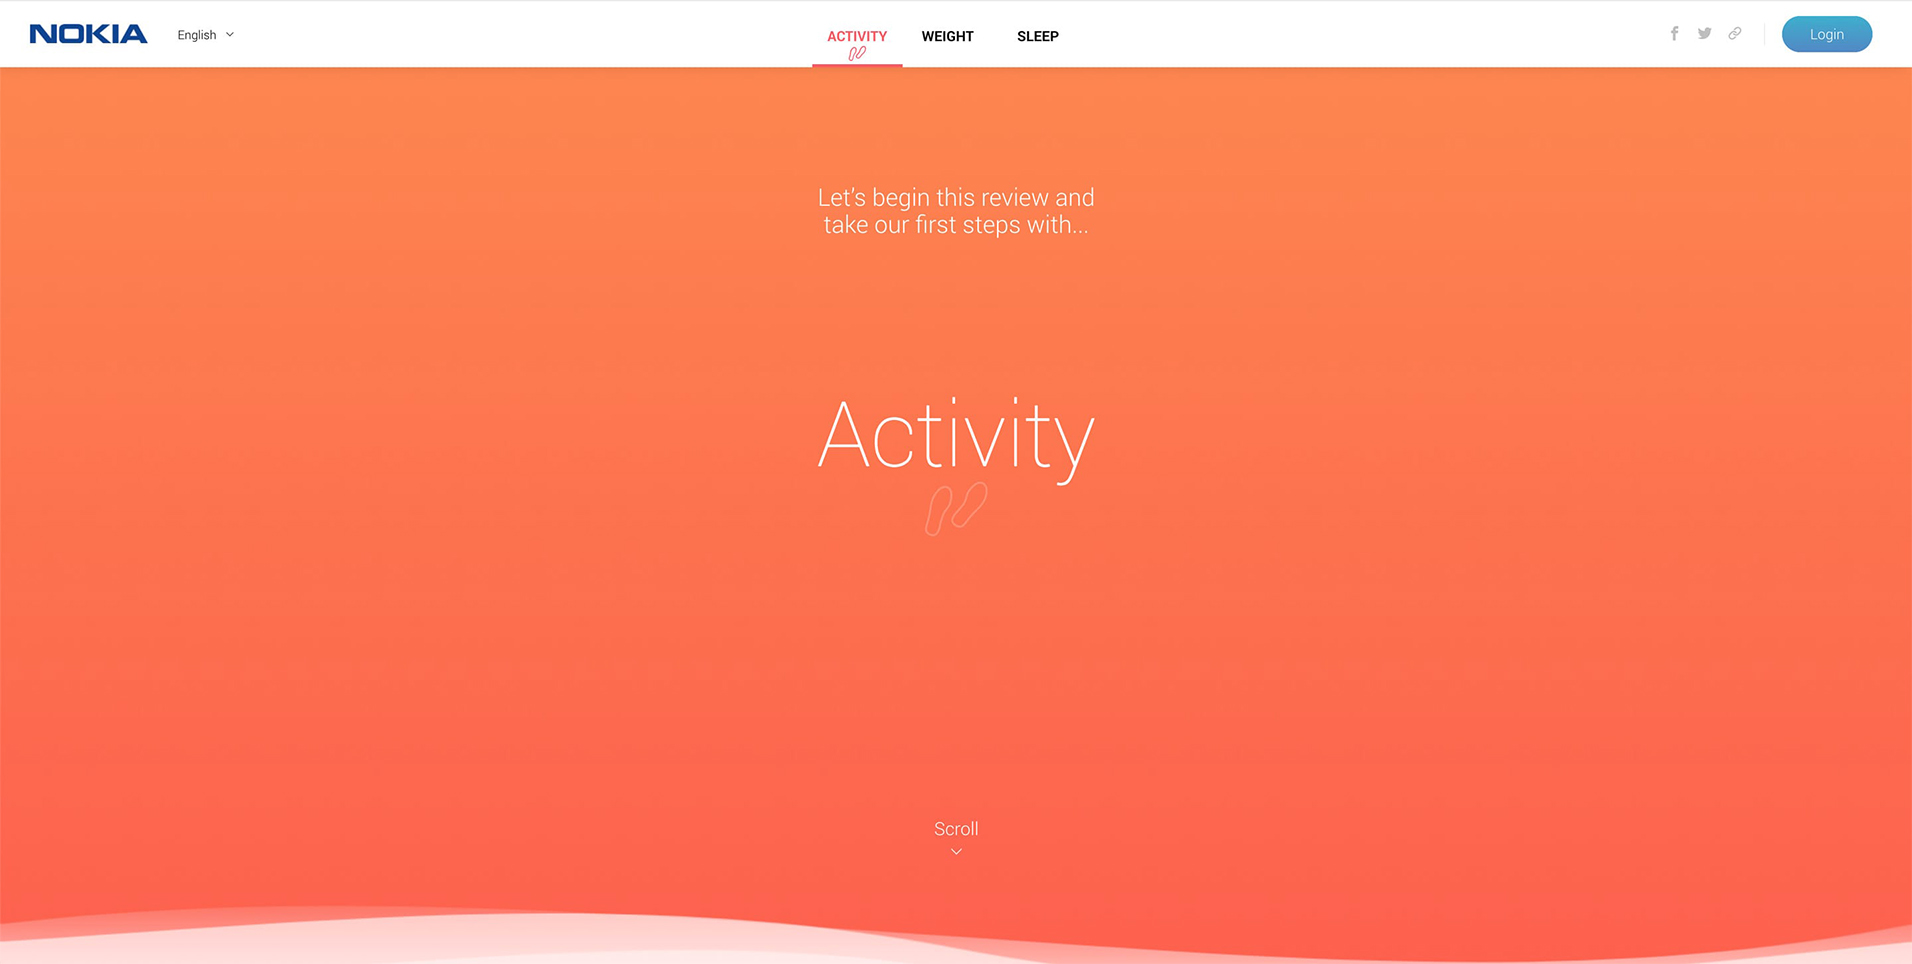 NOKIA
English
ACTIVITY
WEIGHT
SLEEP
Login
Let's begin this review and
take our first steps with...
Activity
Scroll